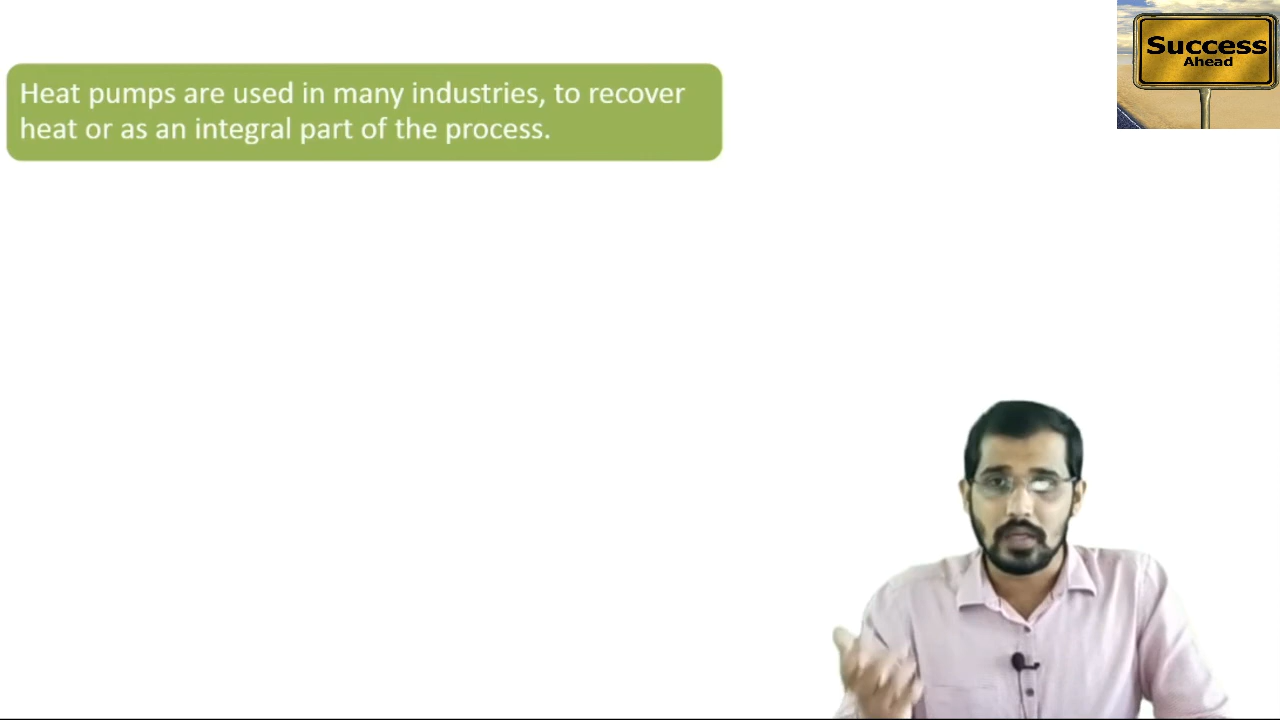 Heat pumps are used in many industries, to recover
heat or as an integral part of the process.
Success
Ahead